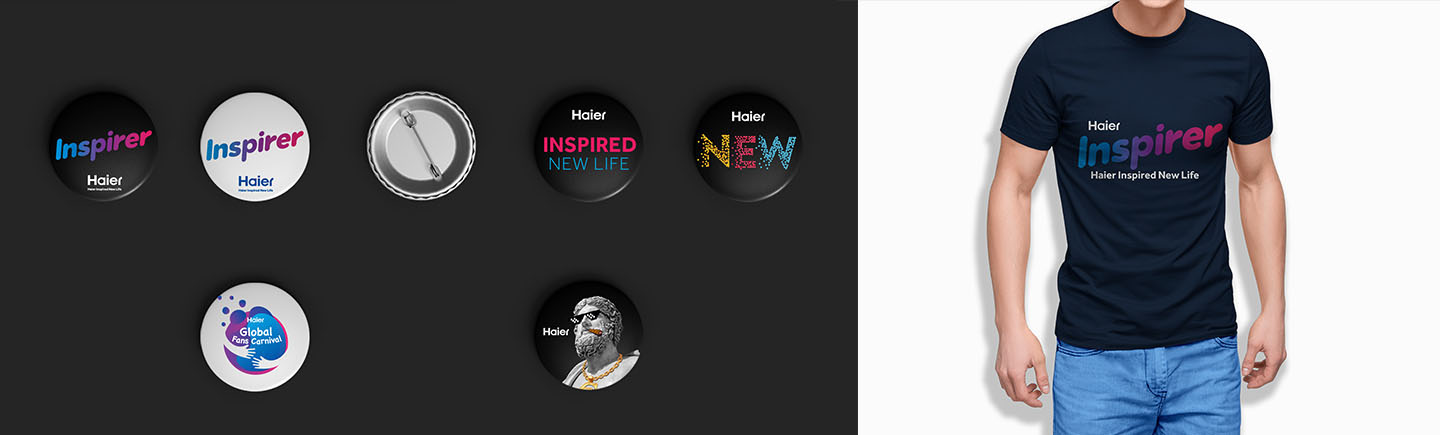 Inspirer
Haier
Haier Inspired New Life
Inspirer
Haier
Haier Inspired New Life
Haier
INSPIRED
NEW LIFE
Haier
NEW
Haier
Global
Fans Carnival
Haier
Haier
Inspirer
Haier Inspired New Life